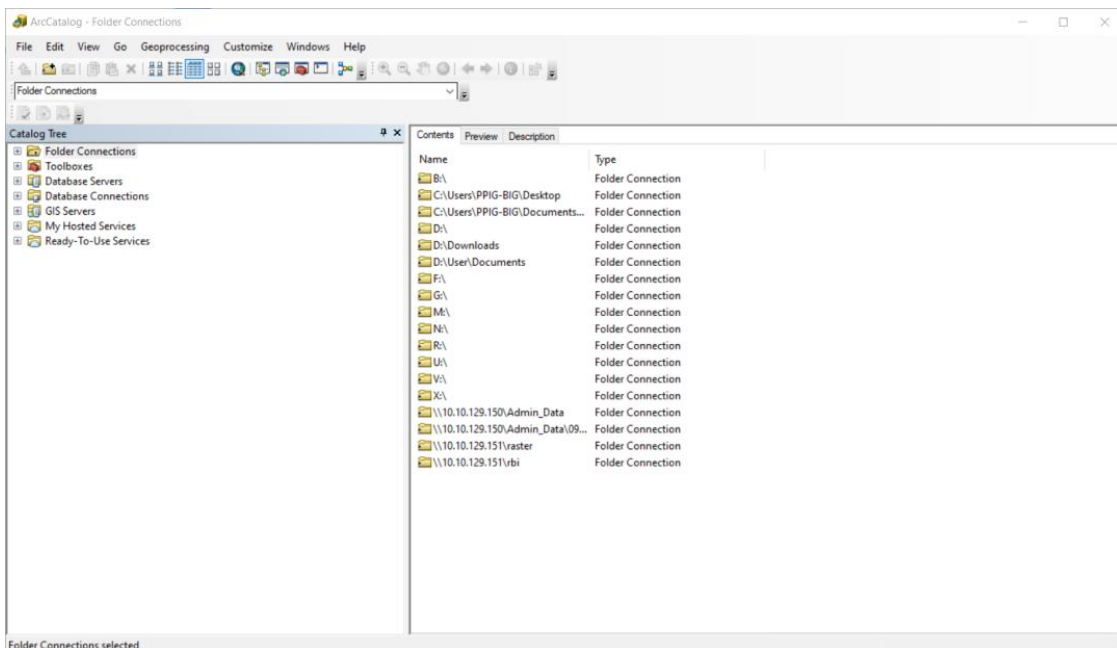 ArcCatalog - Folder Connections
File Edit View Go Geoprocessing Customize Windows Help
Folder Connections
Catalog Tree
Folder Connections
Toolboxes
Database Servers
Database Connections
GIS Servers
My Hosted Services
Ready-To-Use Services
Contents Preview Description
Name Type
B:\ Folder Connection
C:\Users\PPIG-BIG\Desktop Folder Connection
C:\Users\PPIG-BIG\Documents... Folder Connection
D:\ Folder Connection
D:\Downloads Folder Connection
D:\User\Documents Folder Connection
F:\ Folder Connection
G:\ Folder Connection
M:\ Folder Connection
N:\ Folder Connection
R:\ Folder Connection
U:\ Folder Connection
V:\ Folder Connection
X:\ Folder Connection
\\10.10.129.150\Admin_Data Folder Connection
\\10.10.129.150\Admin_Data\09... Folder Connection
\\10.10.129.151\raster Folder Connection
\\10.10.129.151\rbi Folder Connection
Folder Connections selected